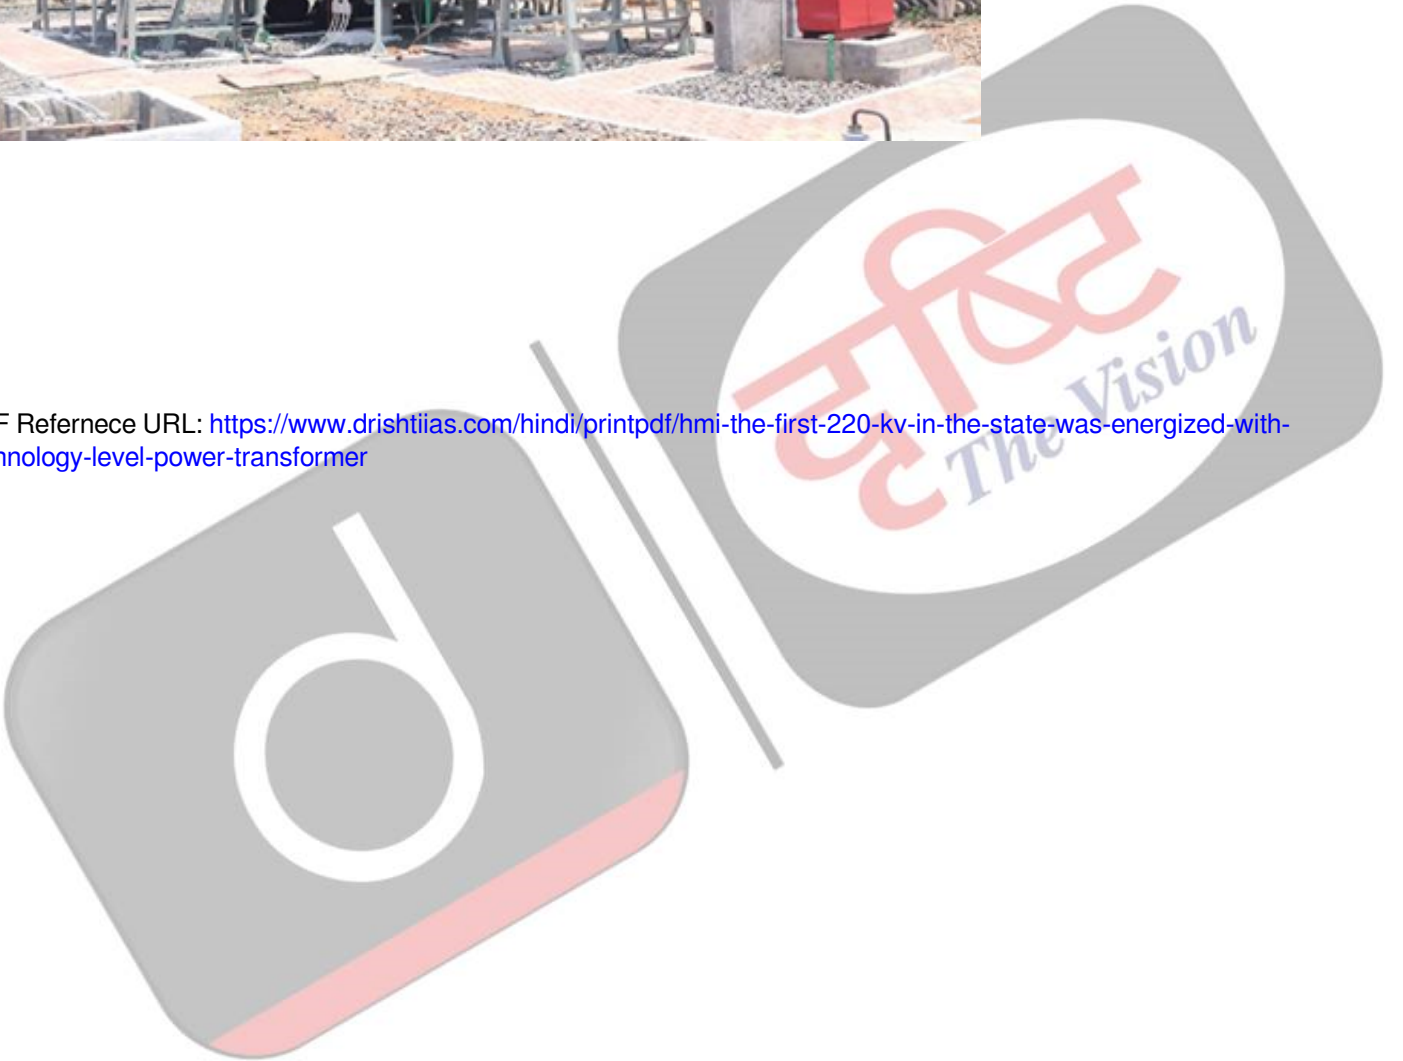 दृष्टि
The Vision
F Refernece URL: https://www.drishtiias.com/hindi/printpdf/hmi-the-first-220-kv-in-the-state-was-energized-with-
hnology-level-power-transformer
d